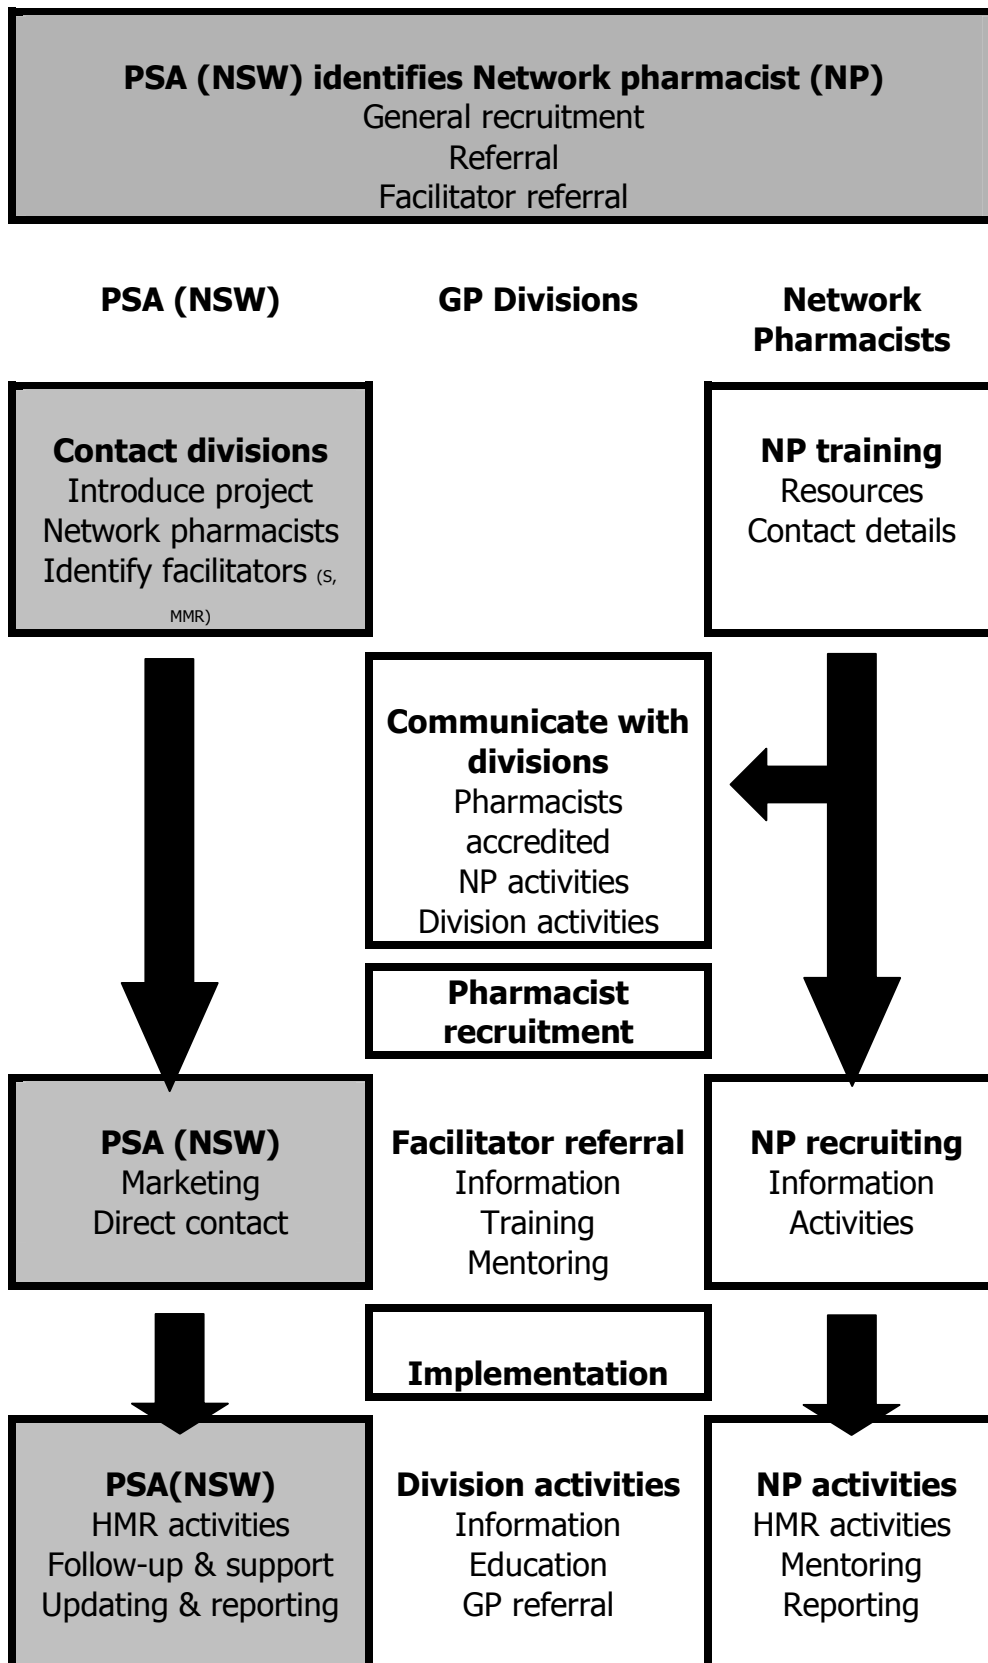 PSA (NSW) identifies Network pharmacist (NP)
General recruitment
Referral
Facilitator referral
PSA (NSW)
GP Divisions
Network
Pharmacists
Contact divisions
Introduce project
Network pharmacists
Identify facilitators (S,
MMR)
NP training
Resources
Contact details
Communicate with
divisions
Pharmacists
accredited
NP activities
Division activities
Pharmacist
recruitment
PSA (NSW)
Marketing
Direct contact
Facilitator referral
Information
Training
Mentoring
NP recruiting
Information
Activities
Implementation
PSA(NSW)
HMR activities
Follow-up & support
Updating & reporting
Division activities
Information
Education
GP referral
NP activities
HMR activities
Mentoring
Reporting